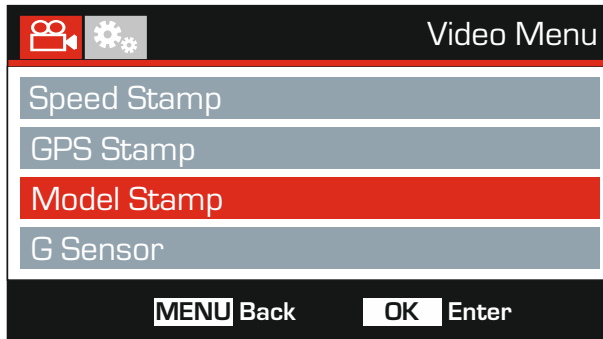 Video Menu
Speed Stamp
GPS Stamp
Model Stamp
G Sensor
MENU Back OK Enter